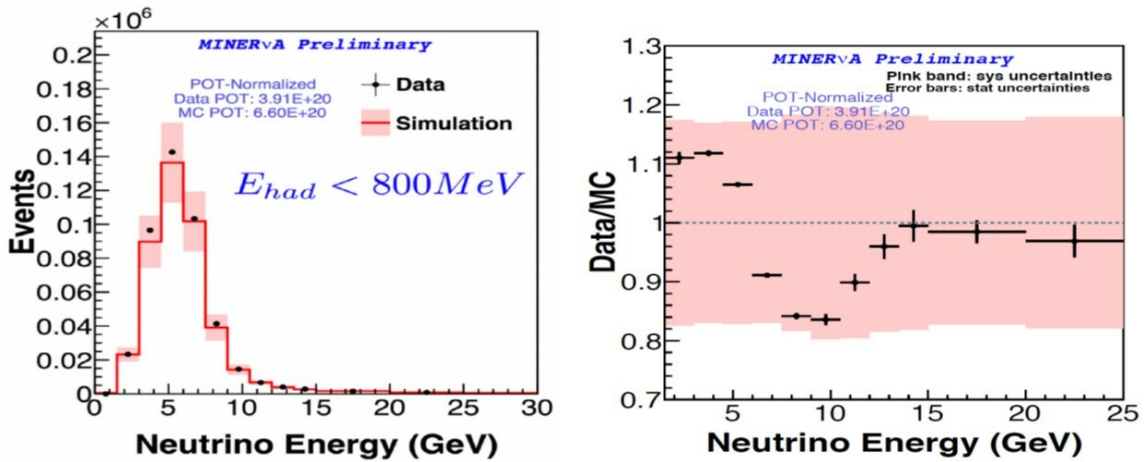 ×10⁶
MINERνA Preliminary
POT-Normalized
Data POT: 3.91E+20
MC POT: 6.60E+20
Data
Simulation
E_had < 800MeV
Events
0.2
0.18
0.16
0.14
0.12
0.1
0.08
0.06
0.04
0.02
0
0 5 10 15 20 25 30
Neutrino Energy (GeV)
MINERνA Preliminary
Pink band: sys uncertainties
Error bars: stat uncertainties
POT-Normalized
Data POT: 3.91E+20
MC POT: 6.60E+20
Data/MC
1.3
1.2
1.1
1
0.9
0.8
0.7
5 10 15 20 25
Neutrino Energy (GeV)